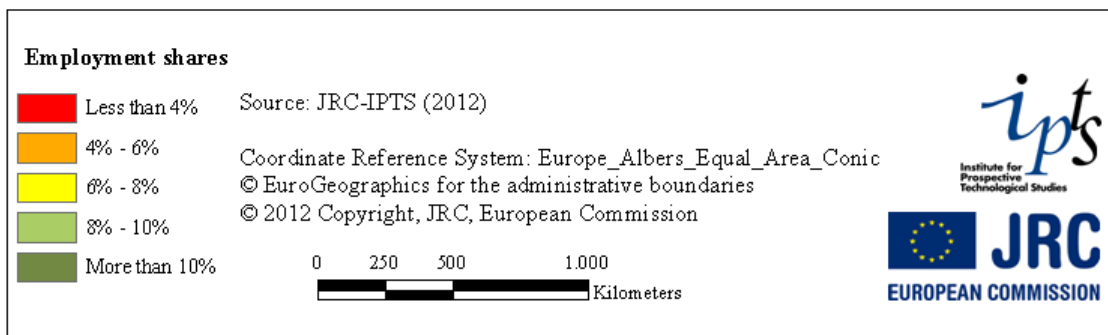 Employment shares
Less than 4%
4% - 6%
6% - 8%
8% - 10%
More than 10%
Source: JRC-IPTS (2012)
Coordinate Reference System: Europe_Albers_Equal_Area_Conic
© EuroGeographics for the administrative boundaries
© 2012 Copyright, JRC, European Commission
0 250 500 1.000
Kilometers
ipts
Institute for
Prospective
Technological Studies
JRC
EUROPEAN COMMISSION